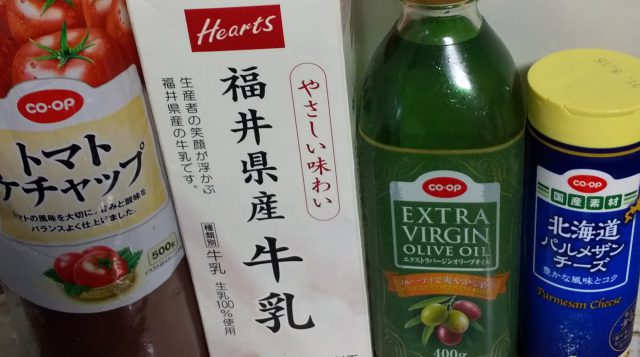 CO·OP
トマト
ケチャップ
トマトの風味を大切に、甘みと酸味を
バランスよく仕上げました。
500g
Hearts
やさしい味わい
福井県産牛乳
生産者の笑顔が浮かぶ
福井県産の牛乳です。
種類別 牛乳
生乳100%使用
CO·OP
EXTRA
VIRGIN
OLIVE OIL
エクストラバージンオリーブオイル
400g
CO·OP
国産素材
北海道
パルメザン
チーズ
豊かな風味とコク
Parmesan Cheese